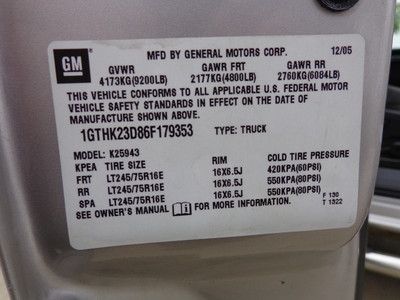 GM
MFD BY GENERAL MOTORS CORP. 12/05
GVWR GAWR FRT GAWR RR
4173KG(9200LB) 2177KG(4800LB) 2760KG(6084LB)
THIS VEHICLE CONFORMS TO ALL APPLICABLE U.S. FEDERAL MOTOR
VEHICLE SAFETY STANDARDS IN EFFECT ON THE DATE OF
MANUFACTURE SHOWN ABOVE.
1GTHK23D86F179353 TYPE: TRUCK
MODEL: K25943
KPEA TIRE SIZE RIM COLD TIRE PRESSURE
FRT LT245/75R16E 16X6.5J 420KPA(60PSI)
RR LT245/75R16E 16X6.5J 550KPA(80PSI)
SPA LT245/75R16E 16X6.5J 550KPA(80PSI)
SEE OWNER'S MANUAL FOR MORE INFORMATION. F 130
T 1322